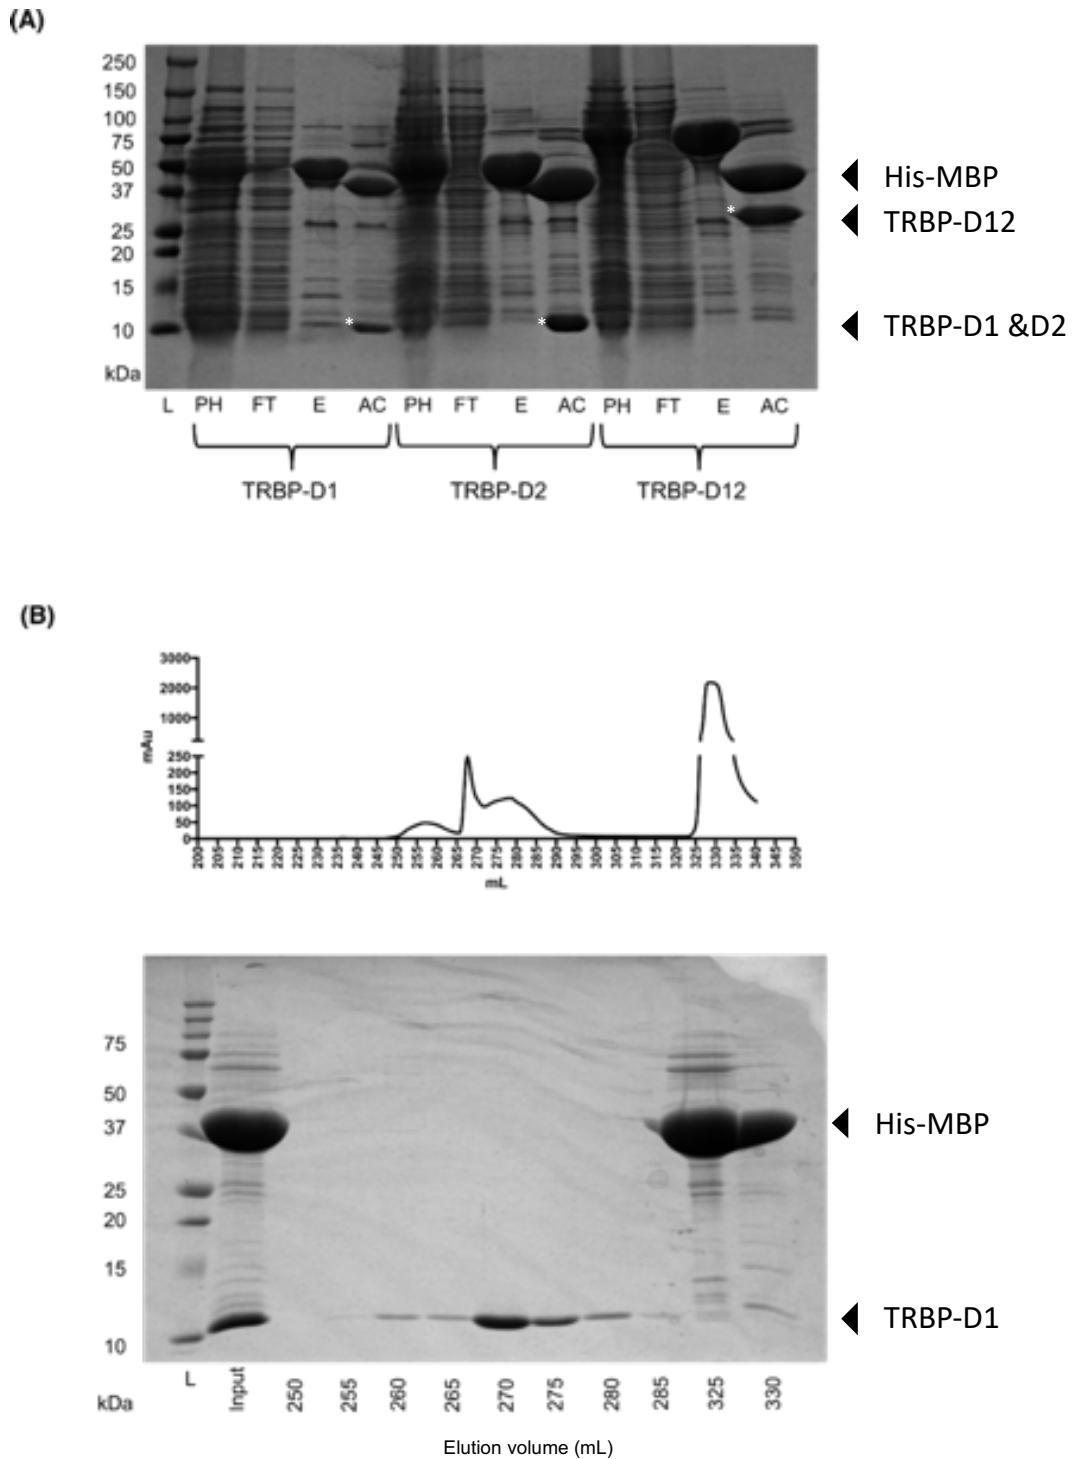 (A)
250
150
100
75
50
37
25
20
15
10
kDa
His-MBP
TRBP-D12
TRBP-D1 &D2
*
*
*
L PH FT E AC PH FT E AC PH FT E AC
TRBP-D1 TRBP-D2 TRBP-D12
(B)
3000
2000
1000
250
200
150
100
50
0
mAu
200 205 210 215 220 225 230 235 240 245 250 255 260 265 270 275 280 285 290 295 300 305 310 315 320 325 330 335 340 345 350
mL
75
50
37
25
20
15
10
kDa
His-MBP
TRBP-D1
L Input 250 255 260 265 270 275 280 285 325 330
Elution volume (mL)